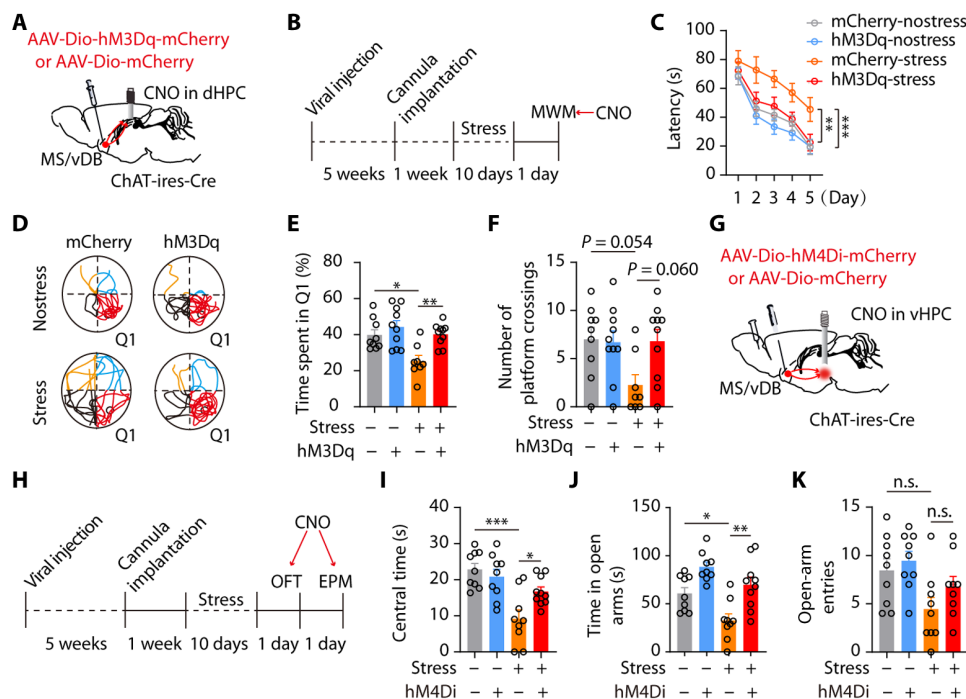 A
AAV-Dio-hM3Dq-mCherry
or AAV-Dio-mCherry
CNO in dHPC
MS/vDB
ChAT-ires-Cre
B
Viral injection
Cannula
implantation
Stress
MWM
CNO
5 weeks
1 week
10 days
1 day
C
mCherry-nostress
hM3Dq-nostress
mCherry-stress
hM3Dq-stress
Latency (s)
100
80
60
40
20
0
**
***
1 2 3 4 5 (Day)
D
mCherry hM3Dq
Nostress
Q1 Q1
Stress
Q1 Q1
E
Time spent in Q1 (%)
80
60
40
20
0
*
**
Stress − − + +
hM3Dq − + − +
F
P = 0.054
P = 0.060
Number of
platform crossings
15
10
5
0
Stress − − + +
hM3Dq − + − +
G
AAV-Dio-hM4Di-mCherry
or AAV-Dio-mCherry
CNO in vHPC
MS/vDB
ChAT-ires-Cre
H
Viral injection
Cannula
implantation
Stress
CNO
OFT EPM
5 weeks
1 week
10 days
1 day
1 day
I
Central time (s)
40
30
20
10
0
***
*
Stress − − + +
hM4Di − + − +
J
Time in open
arms (s)
150
100
50
0
*
**
Stress − − + +
hM4Di − + − +
K
Open-arm
entries
15
10
5
0
n.s.
n.s.
Stress − − + +
hM4Di − + − +